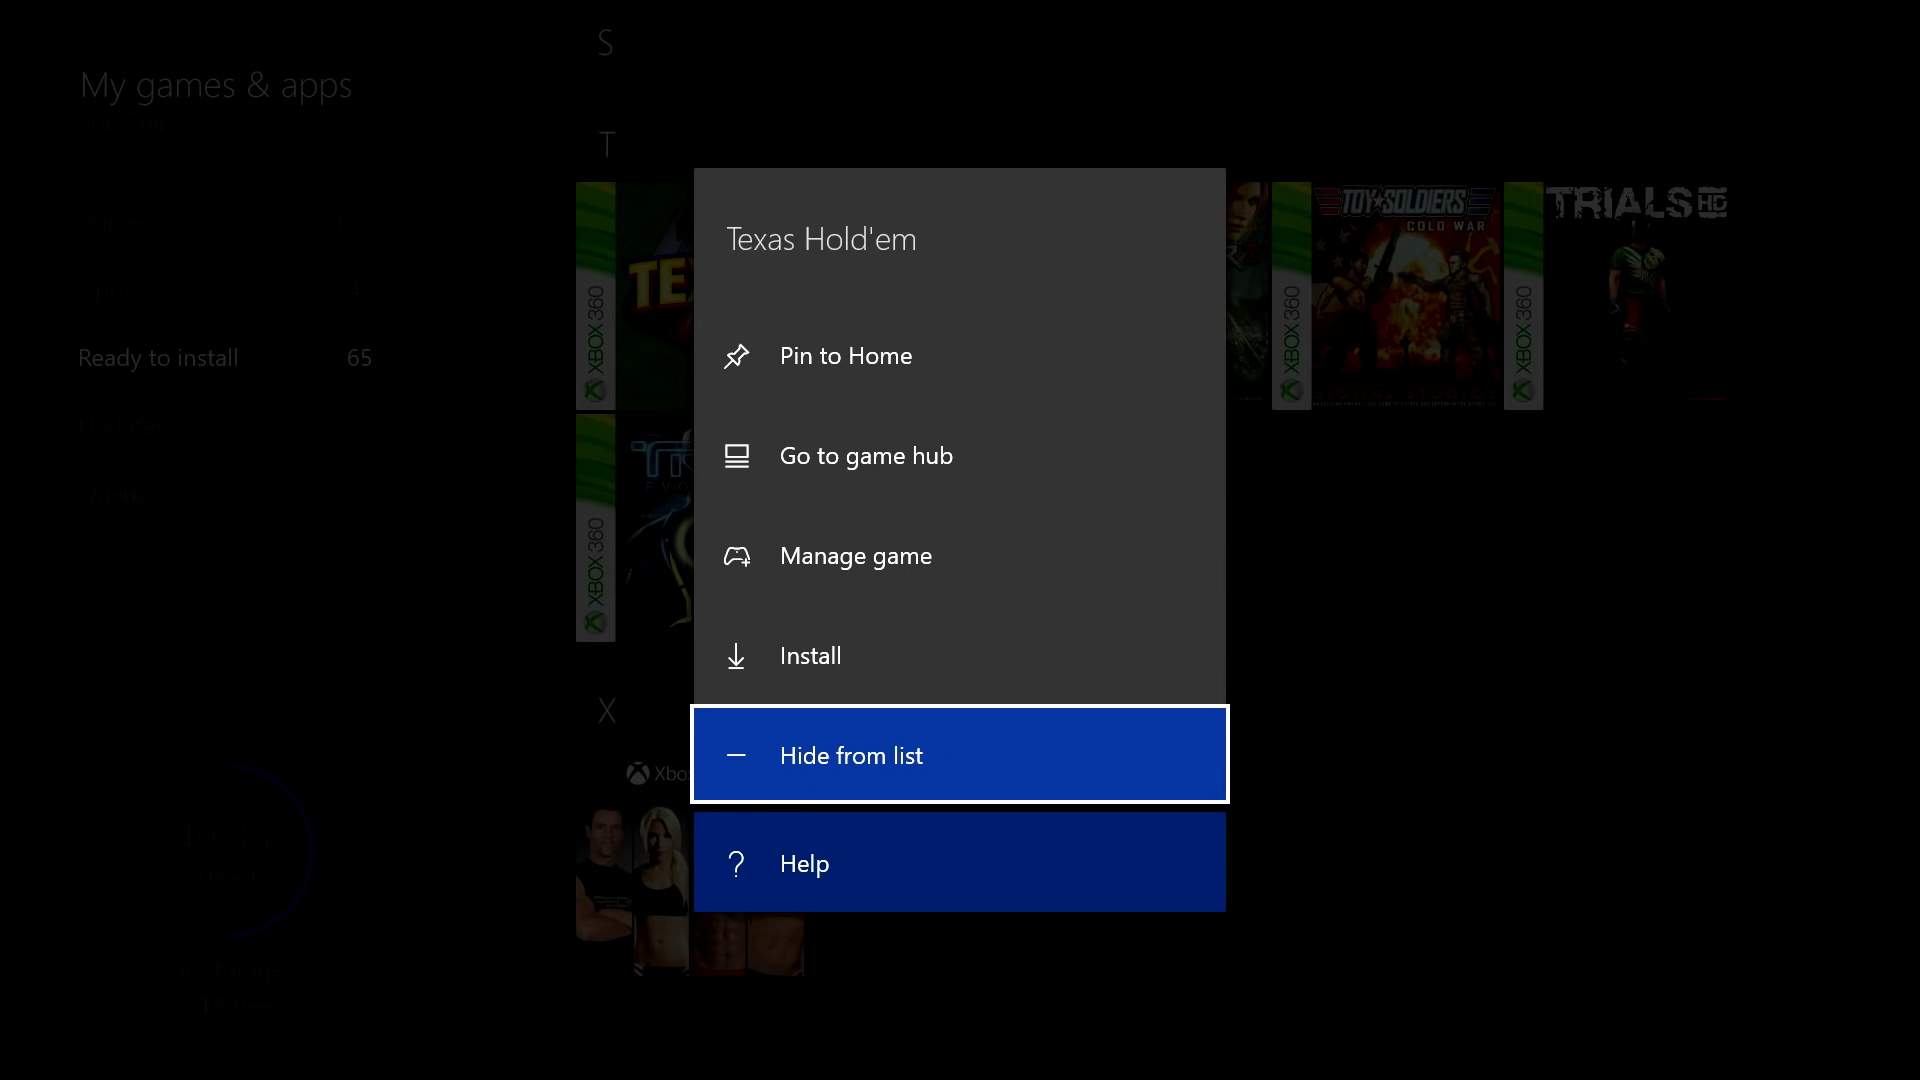 S
My games & apps
T
Ready to install 65
Texas Hold'em
Pin to Home
Go to game hub
Manage game
Install
Hide from list
Help
XBOX 360
TE
XBOX 360
TOY SOLDIERS
COLD WAR
XBOX 360
TRIALS HD
XBOX 360
X
Xbo